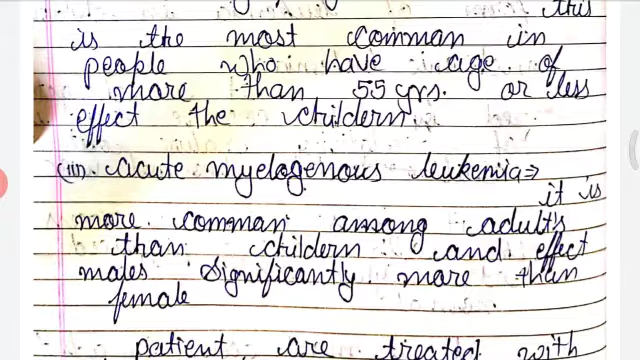 this
is the most comman in
people who have age of
more than 55 yrs. or less
effect the childern.
(iii) acute myelogenous leukemia⇒
it is
more comman among adults
than childern and effect
males significantly more than
female
patient are treated with